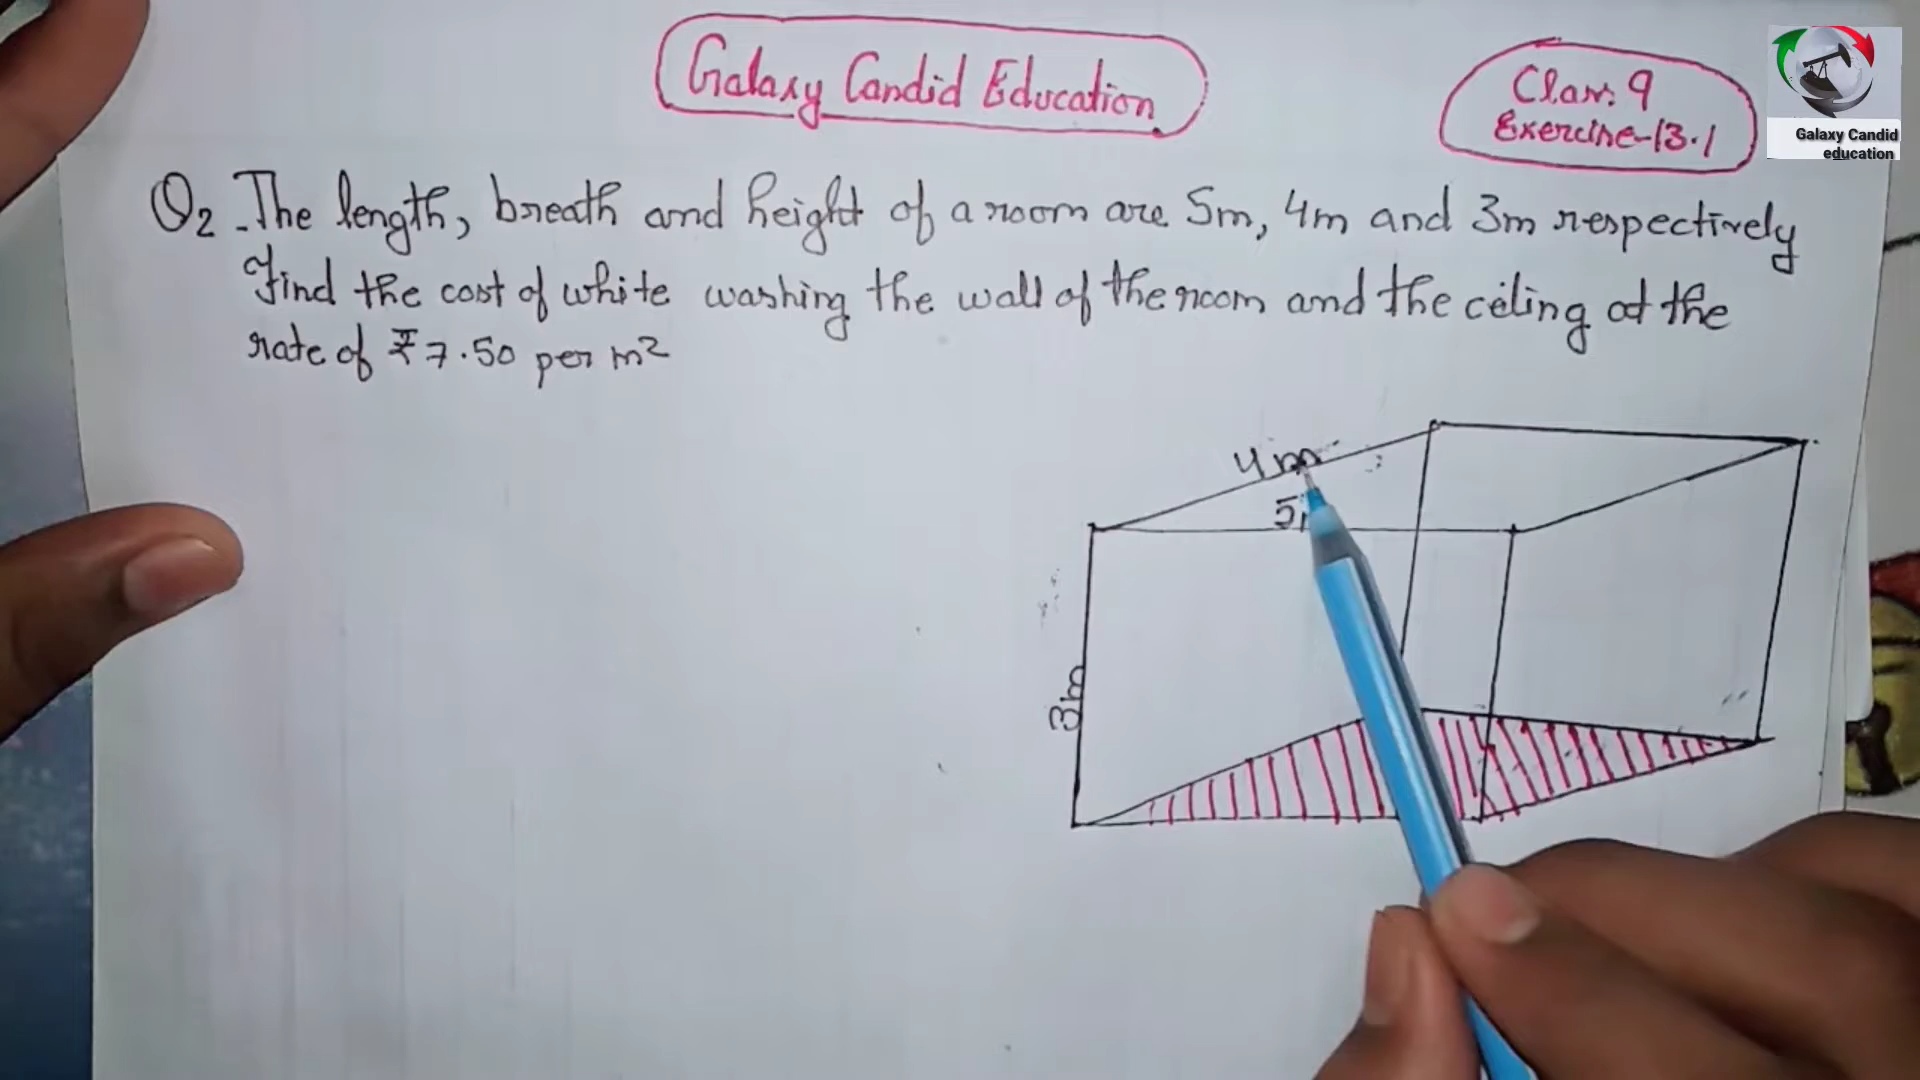 Galaxy Candid Education
Class 9
Exercise-13.1
Galaxy Candid
education
Q2. The length, breath and height of a room are 5m, 4m and 3m respectively
Find the cost of white washing the wall of the room and the céiling at the
rate of ₹7.50 per m²
4m
5
3m